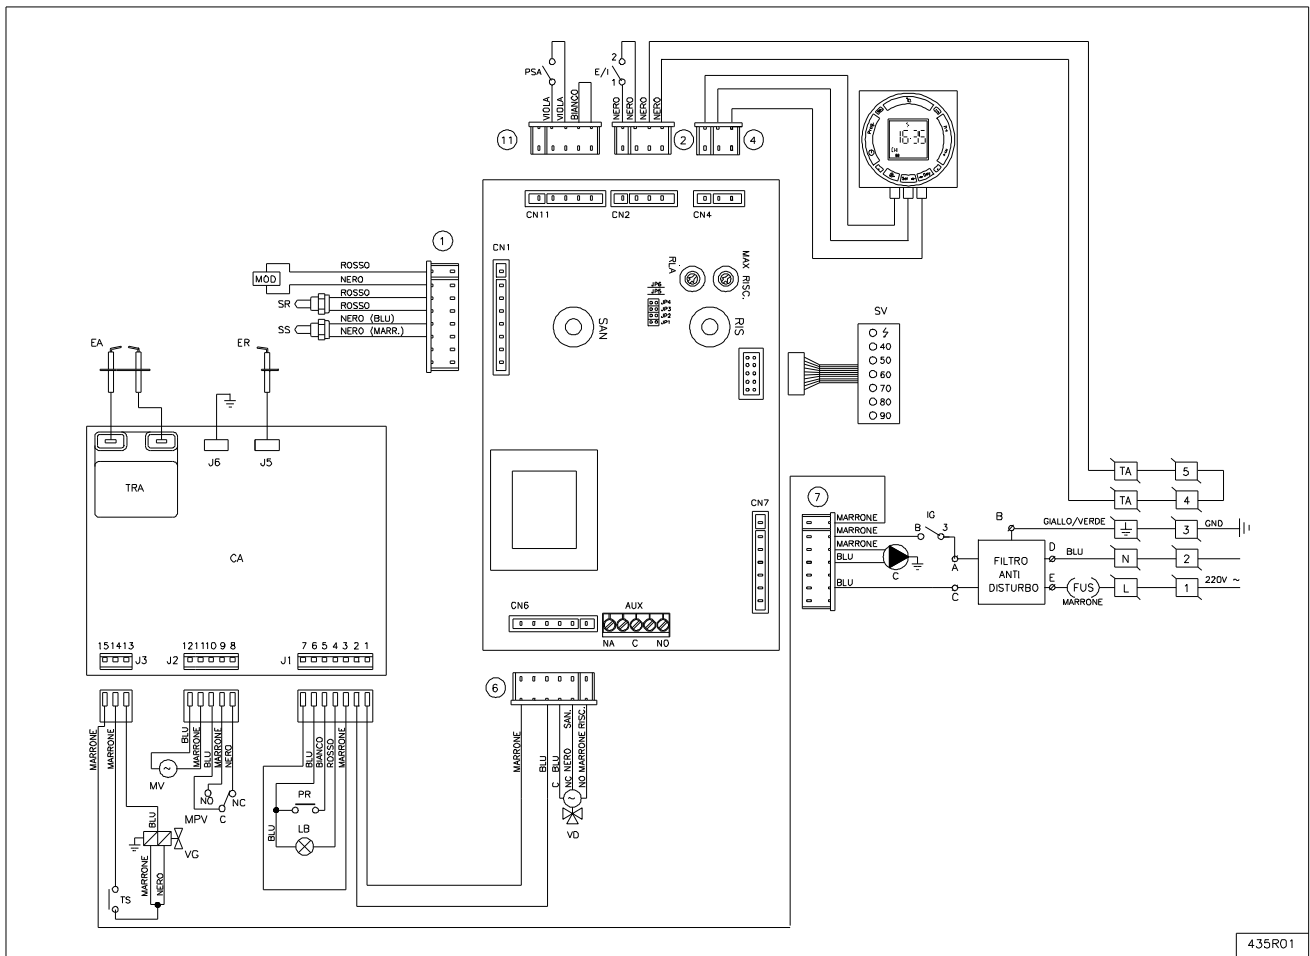 PSA
E/I
2
1
VIOLA
VIOLA
BIANCO
NERO
NERO
NERO
NERO
11
2
4
16:35
CN11
CN2
CN4
1
CN1
MOD
ROSSO
NERO
SR
ROSSO
ROSSO
SS
NERO (BLU)
NERO (MARR.)
RLA
MAX RISC.
JP6
JP5
JP4
JP3
JP2
JP1
SAN
RIS
SV
40
50
60
70
80
90
EA
ER
J6
J5
TRA
CA
CN7
7
MARRONE
MARRONE
MARRONE
BLU
BLU
C
IG
B
3
A
C
B
FILTRO
ANTI
DISTURBO
D
E
GIALLO/VERDE
BLU
FUS
MARRONE
TA
5
TA
4
3
GND
N
2
L
1
220V ~
CN6
AUX
NA
C
NO
15 14 13
J3
J2
12 11 10 9 8
J1
7 6 5 4 3 2 1
6
MARRONE
MARRONE
BLU
MARRONE
BLU
MARRONE
NERO
MV
NO
NC
MPV
C
BLU
VG
MARRONE
NERO
TS
BLU
BIANCO
ROSSO
MARRONE
PR
LB
BLU
MARRONE
BLU
C BLU
NC NERO SAN.
NO MARRONE RISC.
VD
435R01